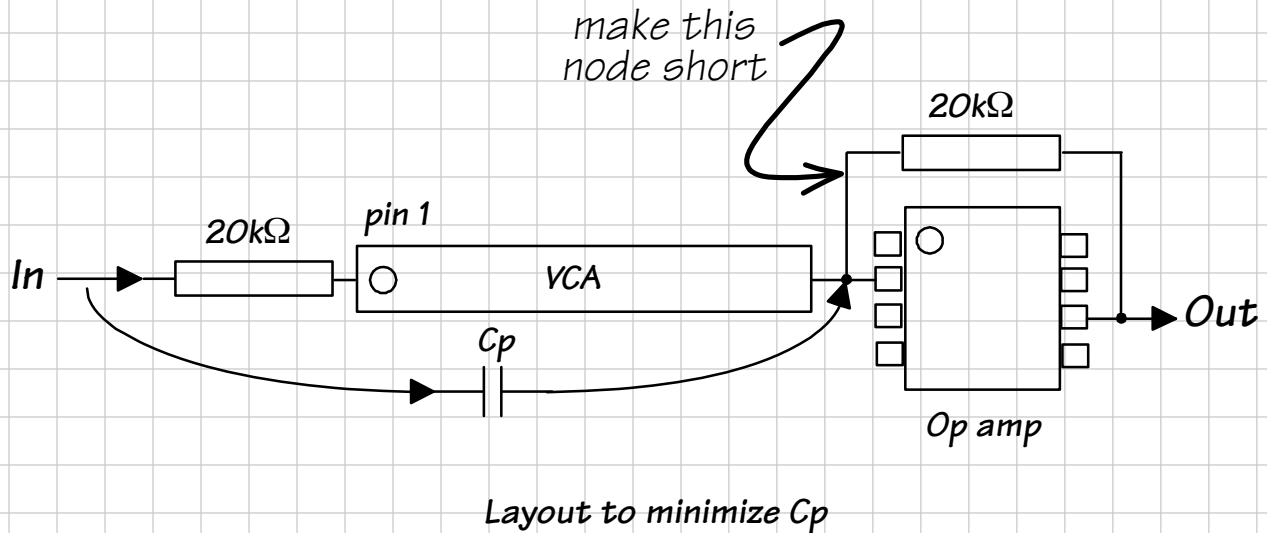 make this
node short
20kΩ
pin 1
20kΩ
In
VCA
Out
Cp
Op amp
Layout to minimize Cp